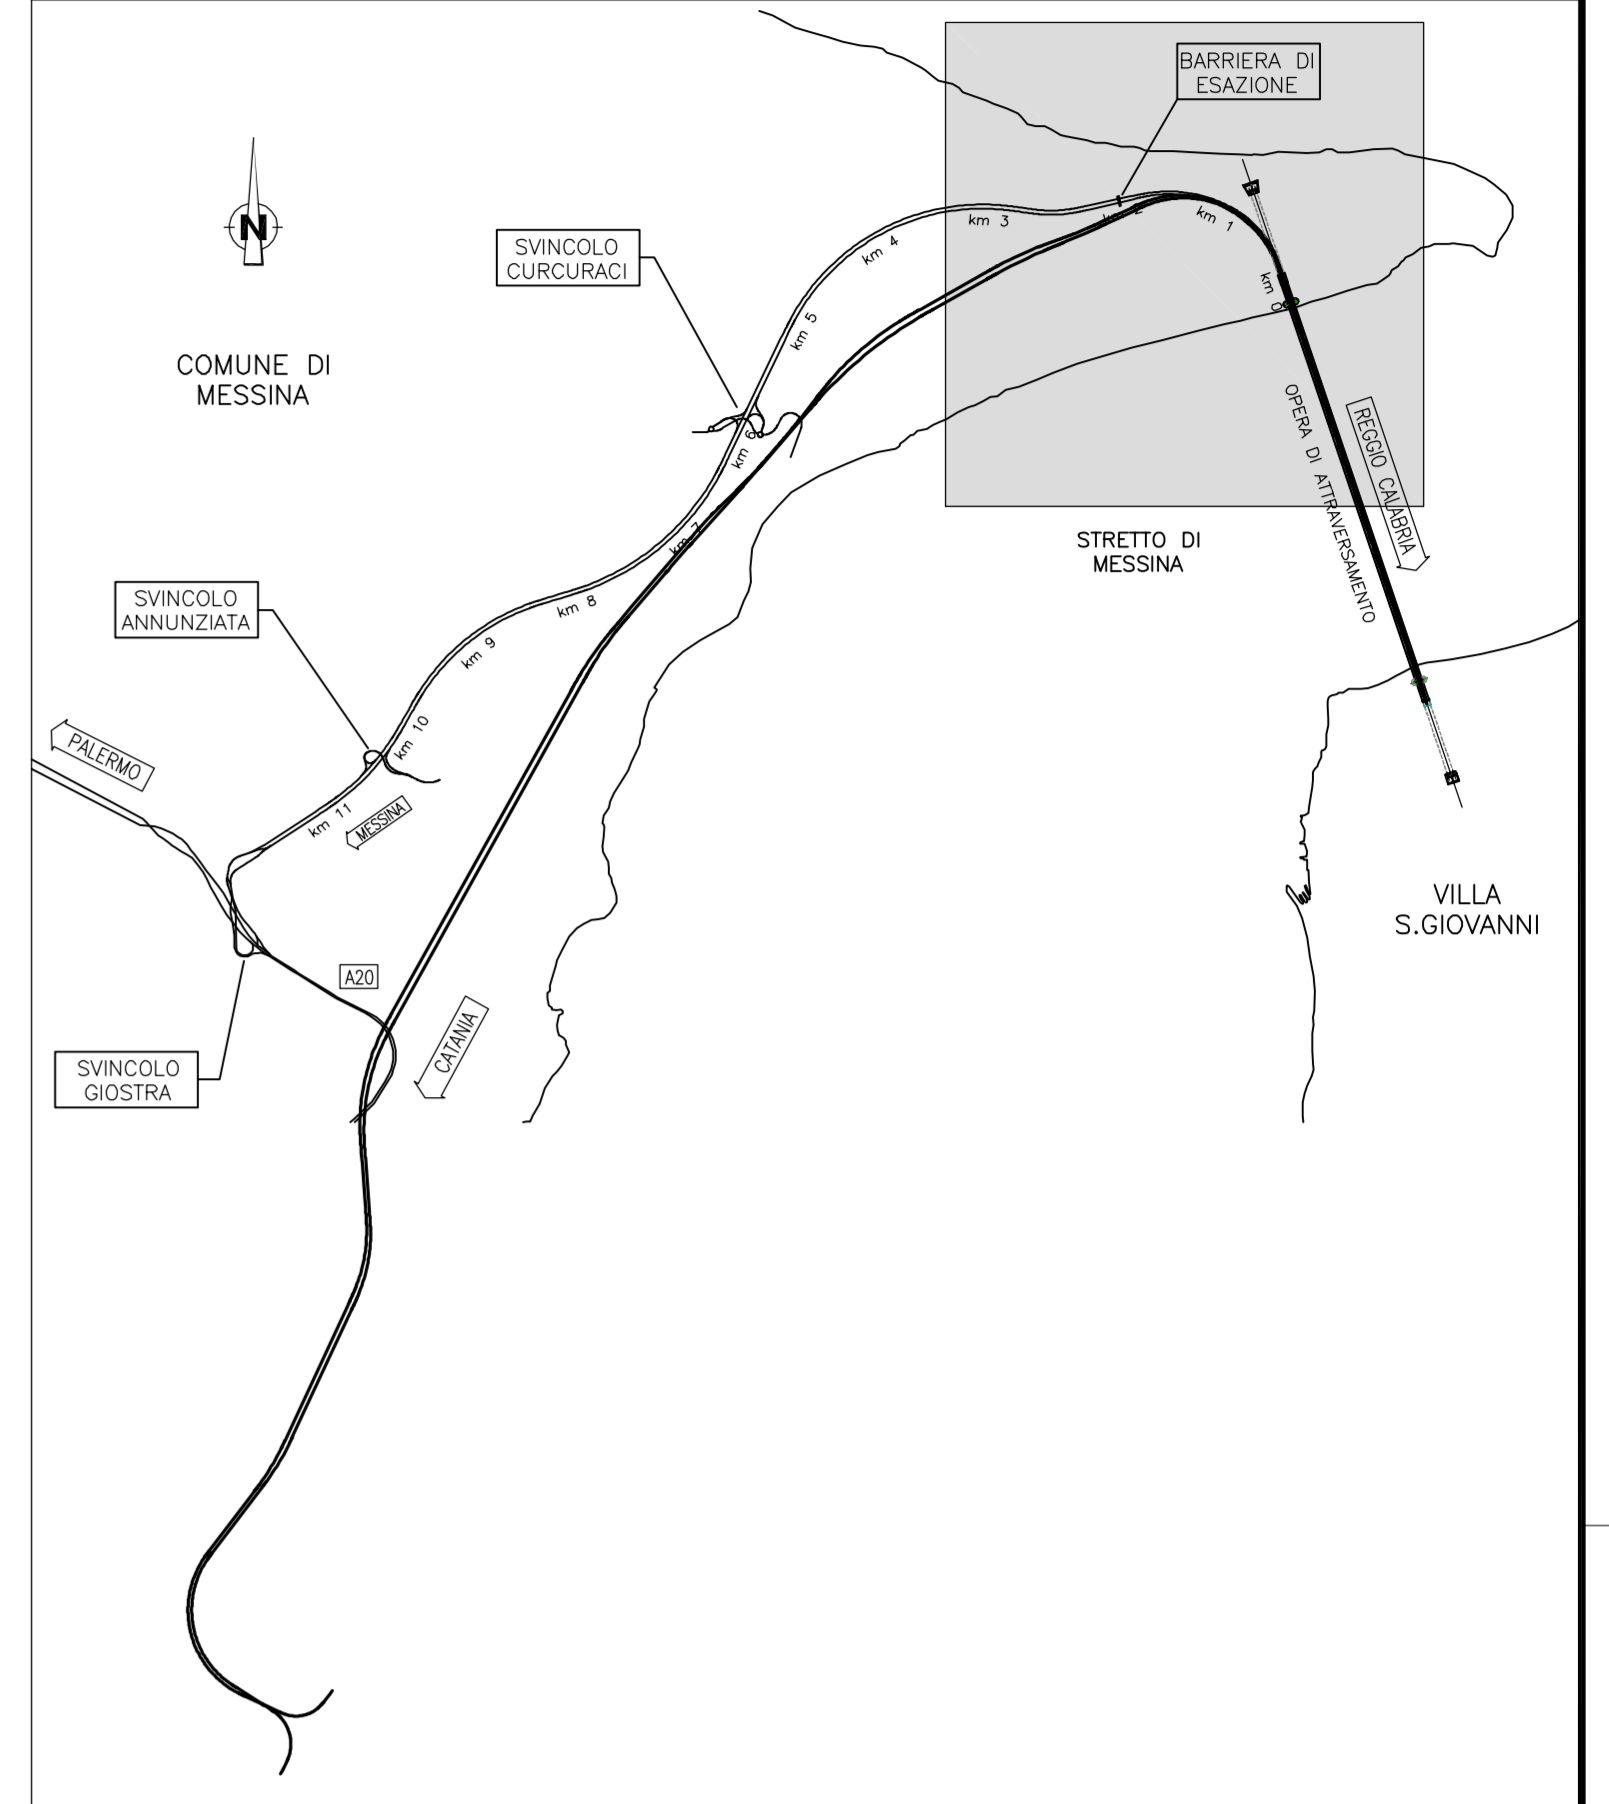 BARRIERA DI
ESAZIONE
N
SVINCOLO
CURCURACI
km 4
km 3
km 2
km 1
km 0
km 5
COMUNE DI
MESSINA
km 6
OPERA DI ATTRAVERSAMENTO
REGGIO CALABRIA
km 7
STRETTO DI
MESSINA
SVINCOLO
ANNUNZIATA
km 8
km 9
km 10
PALERMO
km 11
MESSINA
VILLA
S.GIOVANNI
A20
CATANIA
SVINCOLO
GIOSTRA